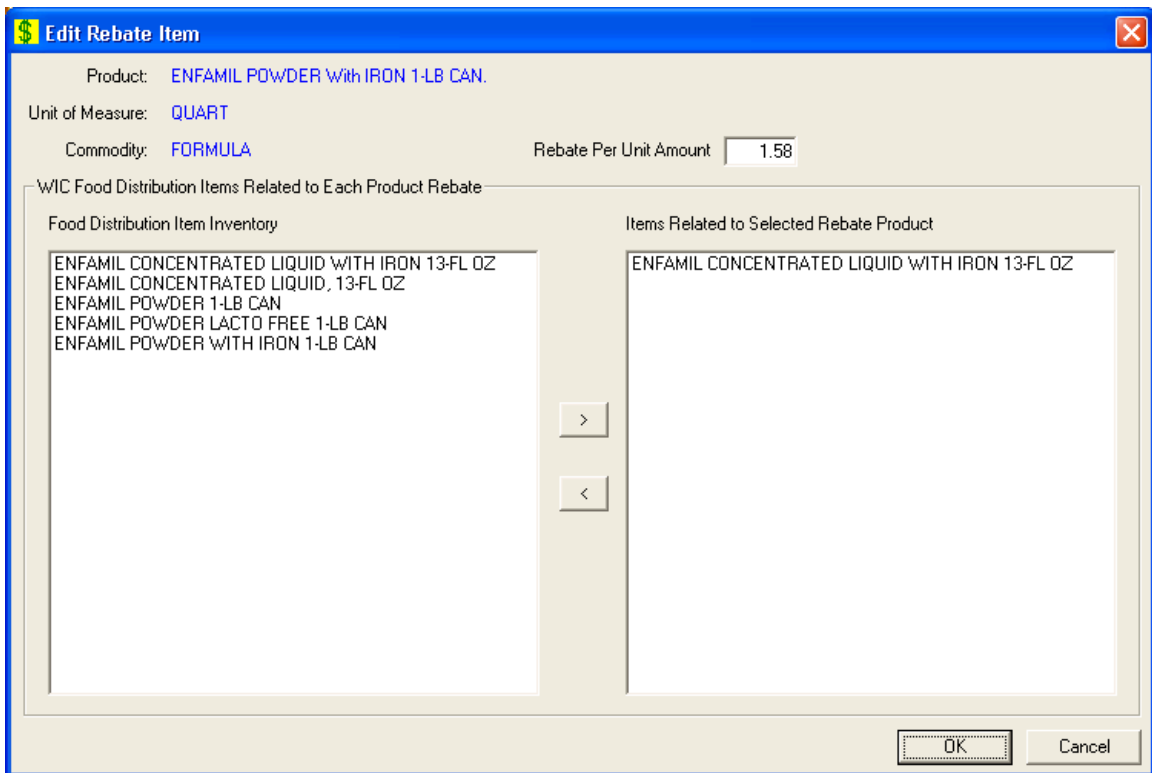 $ Edit Rebate Item
Product: ENFAMIL POWDER With IRON 1-LB CAN.
Unit of Measure: QUART
Commodity: FORMULA Rebate Per Unit Amount 1.58
WIC Food Distribution Items Related to Each Product Rebate
Food Distribution Item Inventory
ENFAMIL CONCENTRATED LIQUID WITH IRON 13-FL OZ
ENFAMIL CONCENTRATED LIQUID, 13-FL OZ
ENFAMIL POWDER 1-LB CAN
ENFAMIL POWDER LACTO FREE 1-LB CAN
ENFAMIL POWDER WITH IRON 1-LB CAN
>
<
Items Related to Selected Rebate Product
ENFAMIL CONCENTRATED LIQUID WITH IRON 13-FL OZ
OK Cancel